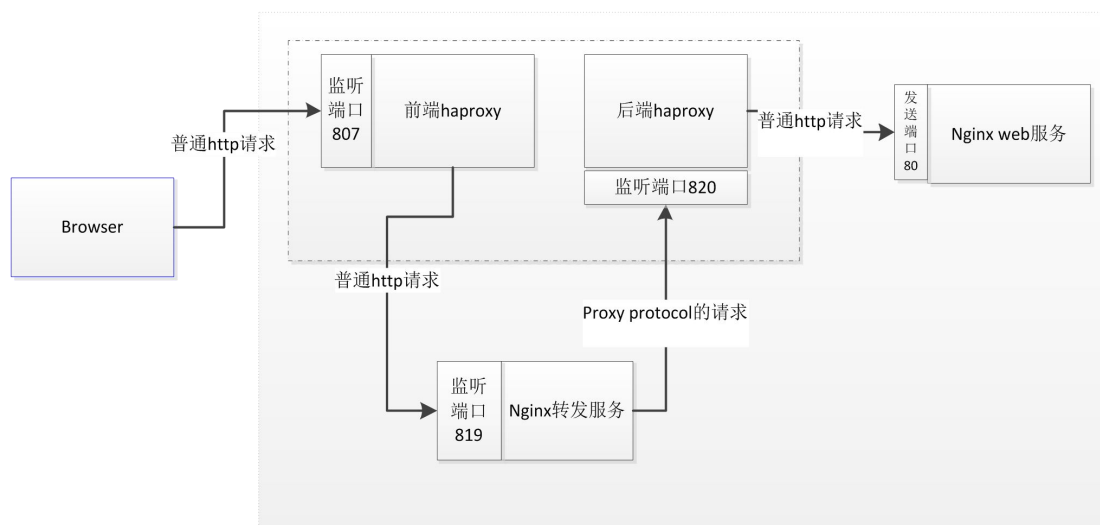 Browser
普通http请求
监听
端口
807
前端haproxy
普通http请求
监听
端口
819
Nginx转发服务
Proxy protocol的请求
后端haproxy
监听端口820
普通http请求
发
送
端
口
80
Nginx web服务